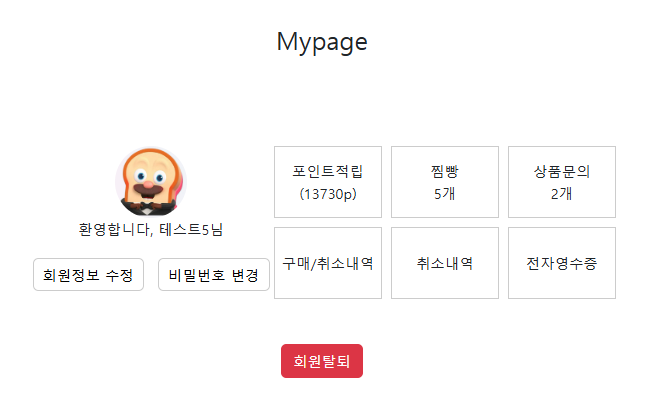 Mypage
환영합니다, 테스트5님
회원정보 수정
비밀번호 변경
포인트적립
(13730p)
찜빵
5개
상품문의
2개
구매/취소내역
취소내역
전자영수증
회원탈퇴